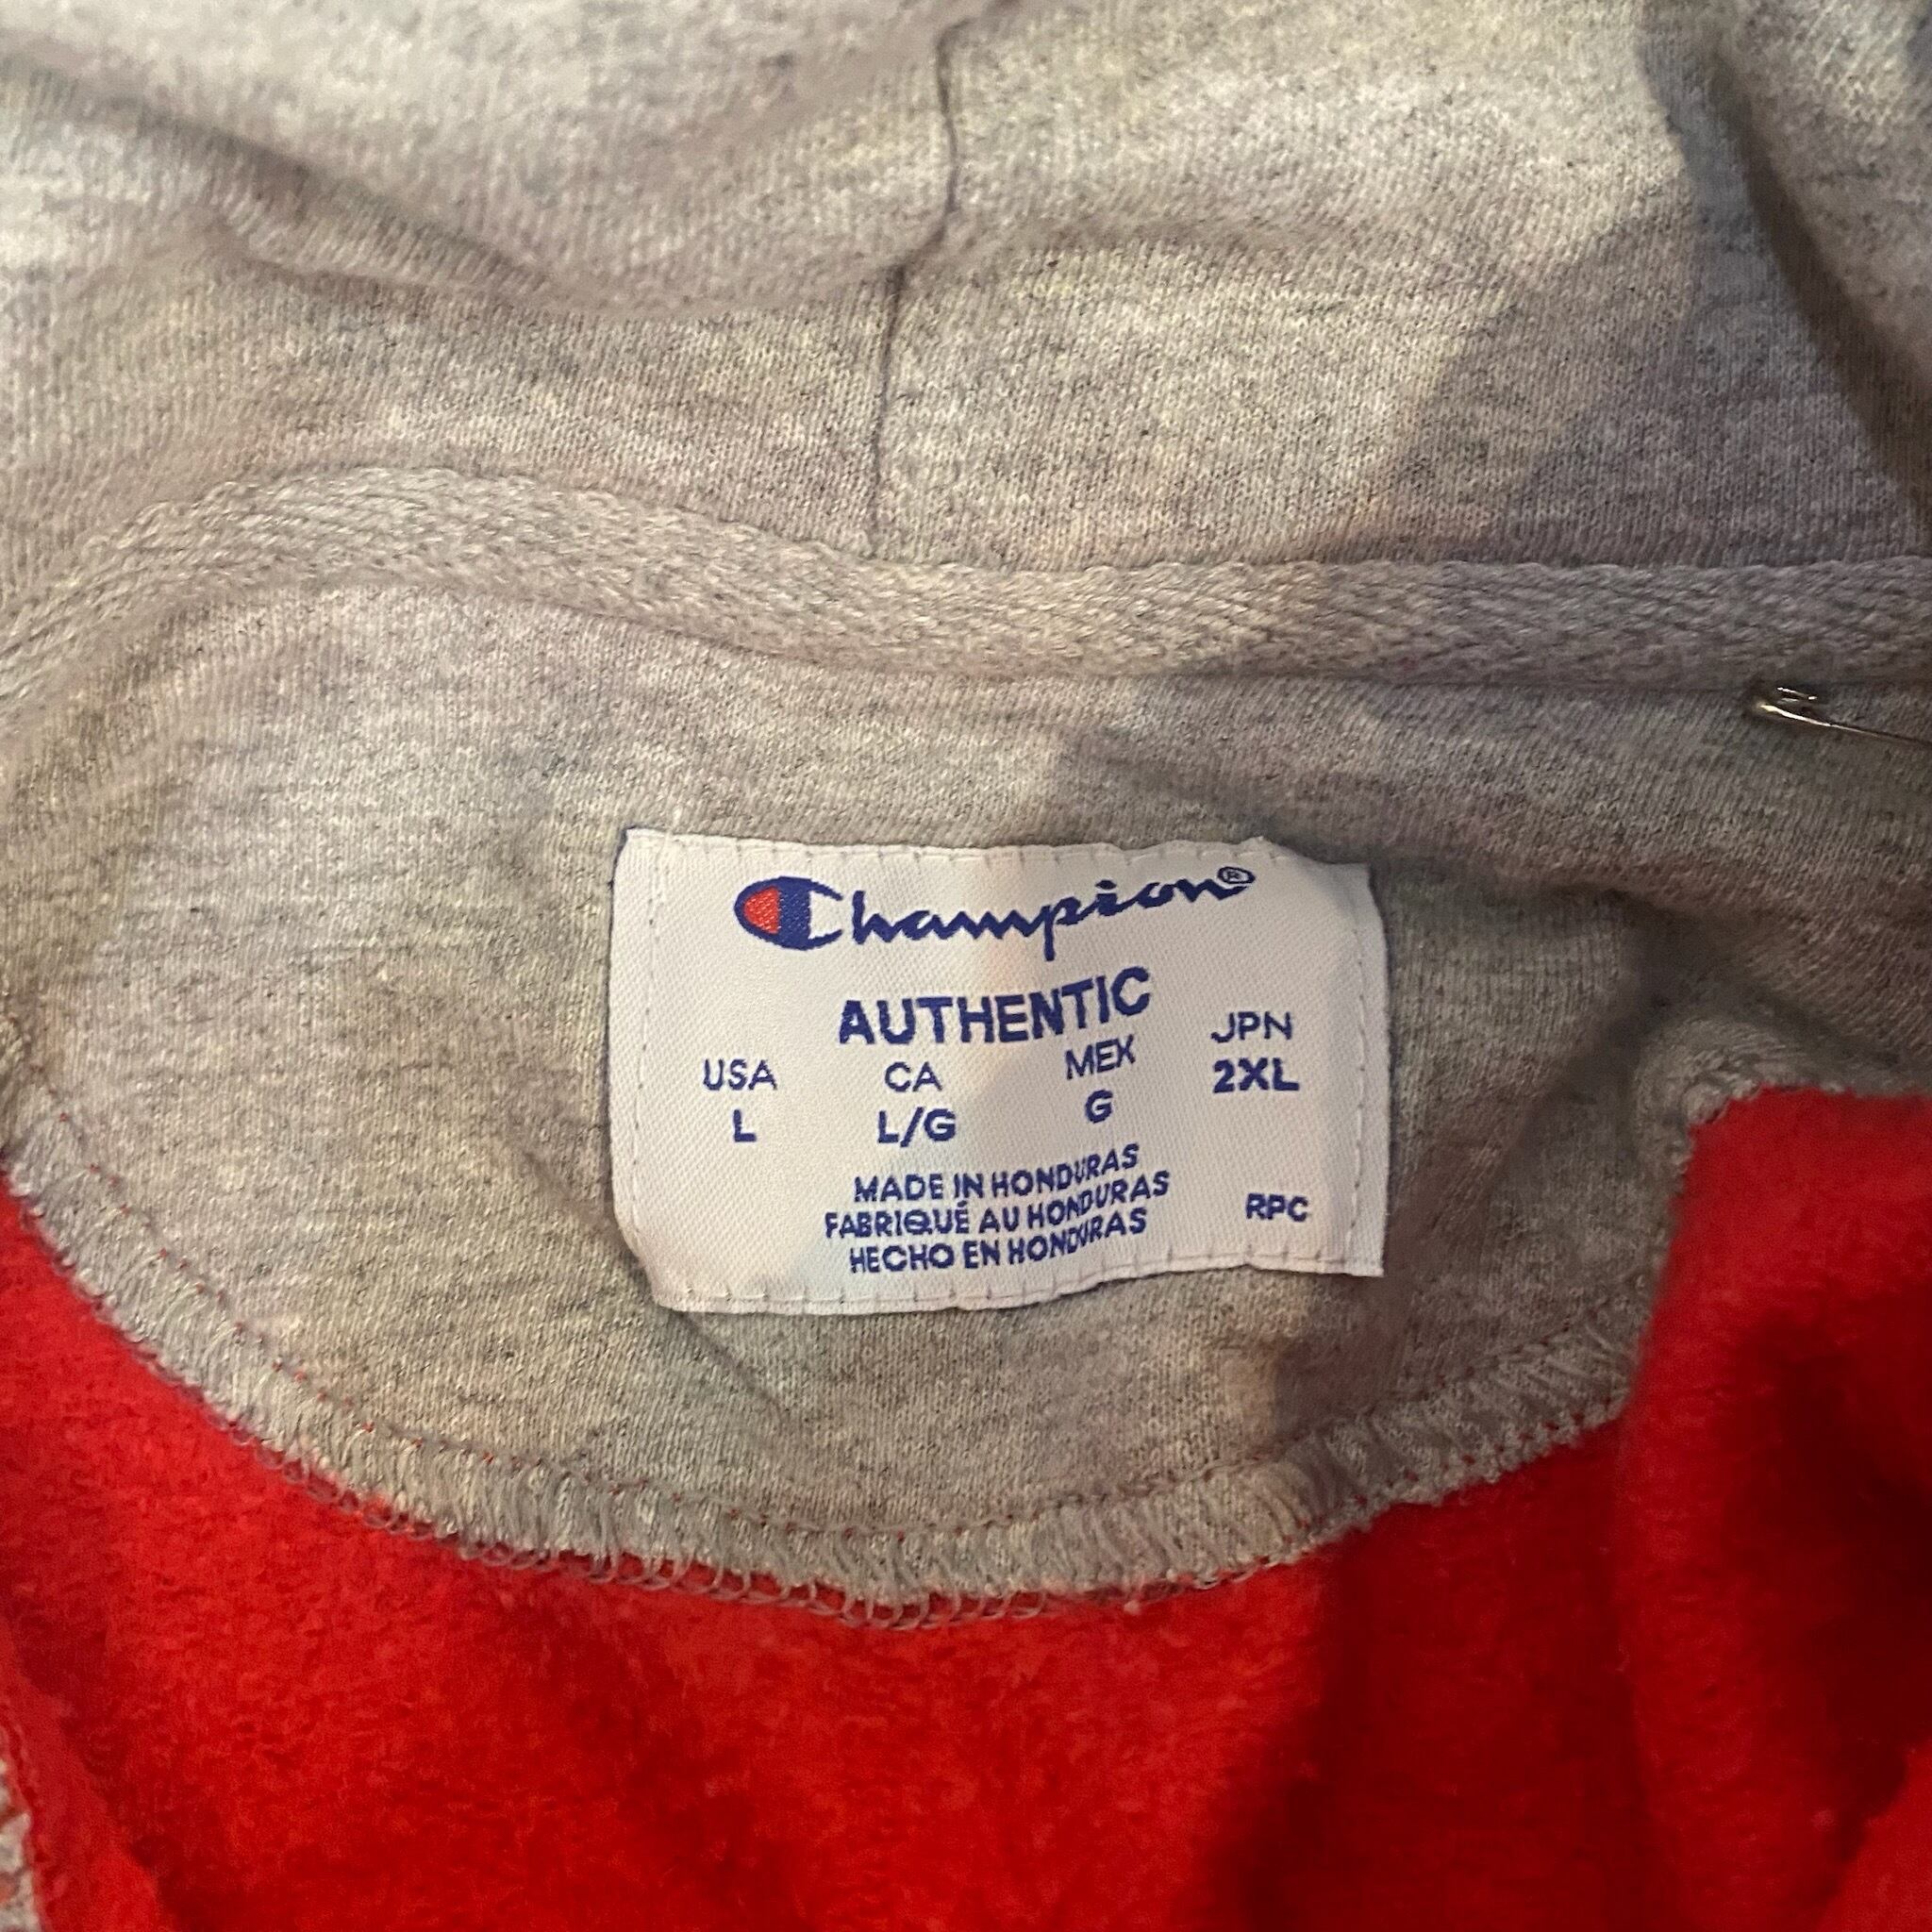 Champion®
AUTHENTIC
USA CA MEX JPN
L L/G G 2XL
MADE IN HONDURAS
FABRIQUÉ AU HONDURAS
HECHO EN HONDURAS
RPC